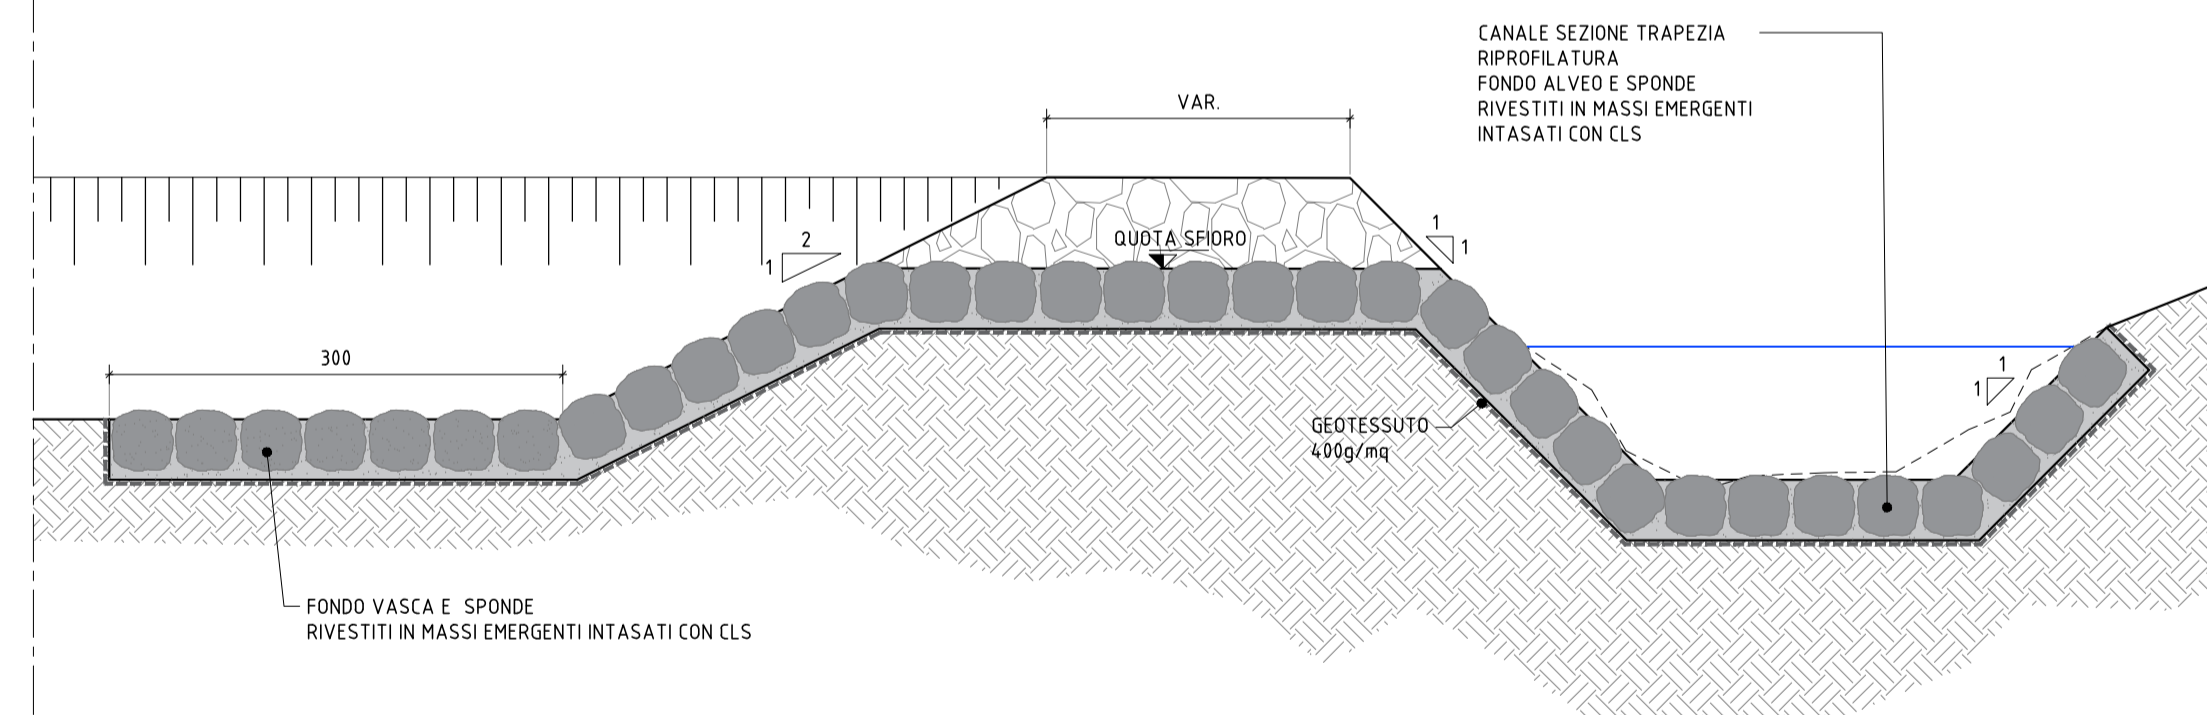 CANALE SEZIONE TRAPEZIA
RIPROFILATURA
FONDO ALVEO E SPONDE
RIVESTITI IN MASSI EMERGENTI
INTASATI CON CLS
VAR.
2
1
QUOTA SFIORO
1
1
300
1
1
GEOTESSUTO
400g/mq
FONDO VASCA E SPONDE
RIVESTITI IN MASSI EMERGENTI INTASATI CON CLS